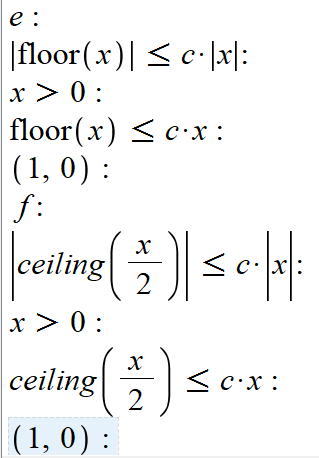 e :
|floor(x)| ≤ c·|x|:
x > 0 :
floor(x) ≤ c·x :
(1, 0) :
f:
|ceiling(x/2)| ≤ c·|x|:
x > 0 :
ceiling(x/2) ≤ c·x :
(1, 0) :